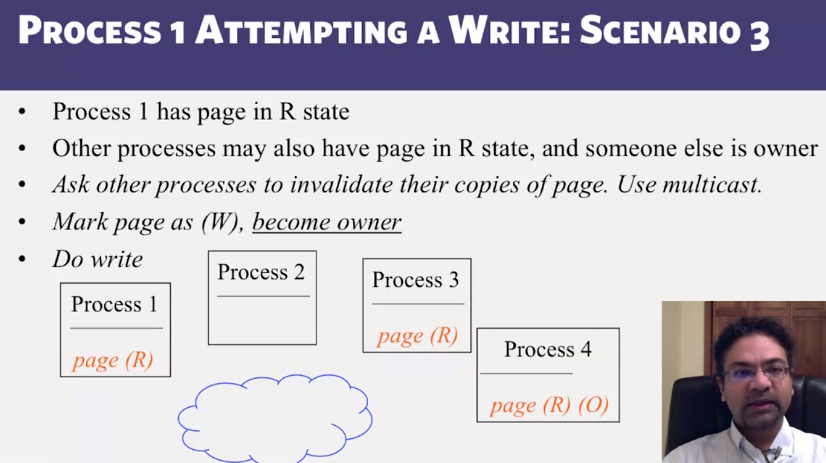 PROCESS 1 ATTEMPTING A WRITE: SCENARIO 3
• Process 1 has page in R state
• Other processes may also have page in R state, and someone else is owner
• Ask other processes to invalidate their copies of page. Use multicast.
• Mark page as (W), become owner
• Do write
Process 1
page (R)
Process 2
Process 3
page (R)
Process 4
page (R) (O)